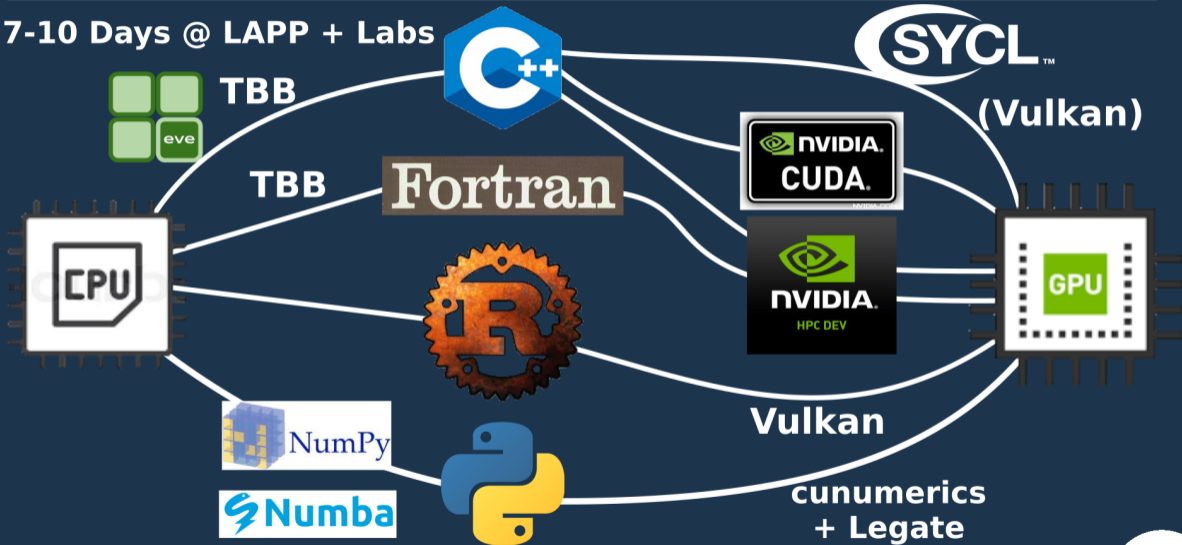 7-10 Days @ LAPP + Labs
SYCL™
TBB
C++
eve
(Vulkan)
NVIDIA.
CUDA.
TBB
Fortran
CPU
R
NVIDIA.
HPC DEV
GPU
Vulkan
NumPy
Numba
cunumerics
+ Legate